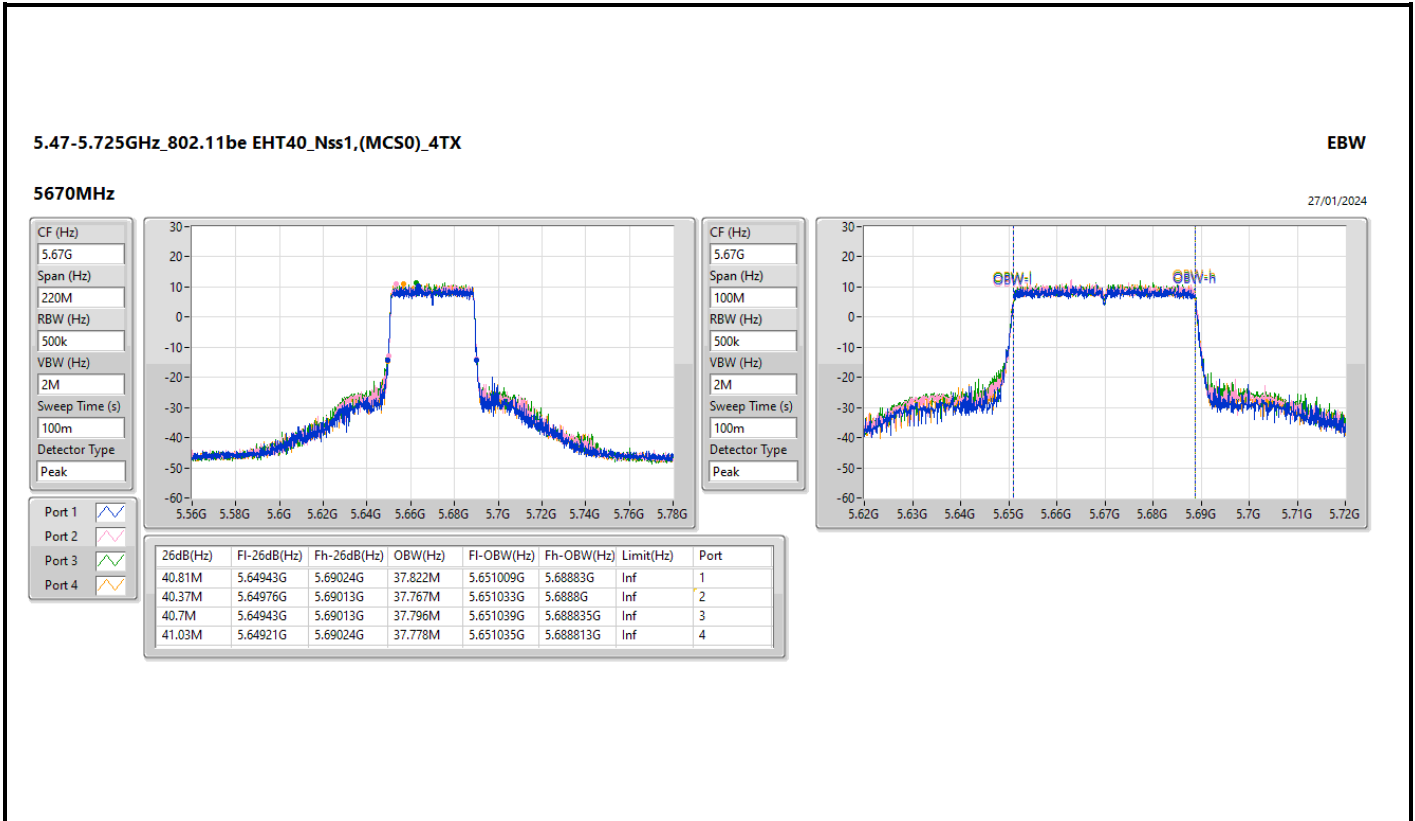 5.47-5.725GHz_802.11be EHT40_Nss1,(MCS0)_4TX
EBW
5670MHz
27/01/2024
CF (Hz)
5.67G
Span (Hz)
220M
RBW (Hz)
500k
VBW (Hz)
2M
Sweep Time (s)
100m
Detector Type
Peak
30
20
10
0
-10
-20
-30
-40
-50
-60
5.56G 5.58G 5.6G 5.62G 5.64G 5.66G 5.68G 5.7G 5.72G 5.74G 5.76G 5.78G
CF (Hz)
5.67G
Span (Hz)
100M
RBW (Hz)
500k
VBW (Hz)
2M
Sweep Time (s)
100m
Detector Type
Peak
30
20
10
0
-10
-20
-30
-40
-50
-60
OBW-l OBW-h
5.62G 5.63G 5.64G 5.65G 5.66G 5.67G 5.68G 5.69G 5.7G 5.71G 5.72G
Port 1
Port 2
Port 3
Port 4
26dB(Hz) Fl-26dB(Hz) Fh-26dB(Hz) OBW(Hz) Fl-OBW(Hz) Fh-OBW(Hz) Limit(Hz) Port
40.81M 5.64943G 5.69024G 37.822M 5.651009G 5.68883G Inf 1
40.37M 5.64976G 5.69013G 37.767M 5.651033G 5.6888G Inf 2
40.7M 5.64943G 5.69013G 37.796M 5.651039G 5.688835G Inf 3
41.03M 5.64921G 5.69024G 37.778M 5.651035G 5.688813G Inf 4